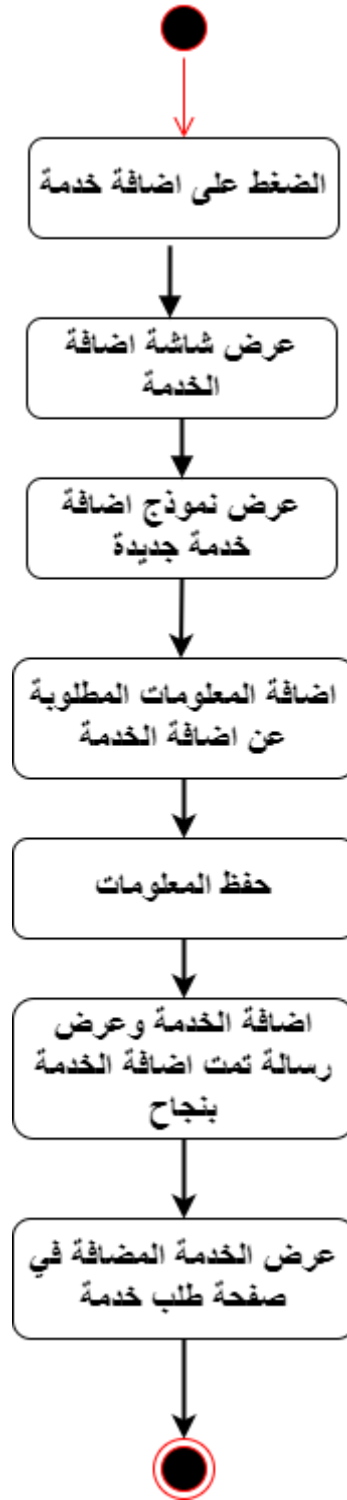 الضغط على اضافة خدمة
عرض شاشة اضافة
الخدمة
عرض نموذج اضافة
خدمة جديدة
اضافة المعلومات المطلوبة
عن اضافة الخدمة
حفظ المعلومات
اضافة الخدمة وعرض
رسالة تمت اضافة الخدمة
بنجاح
عرض الخدمة المضافة في
صفحة طلب خدمة